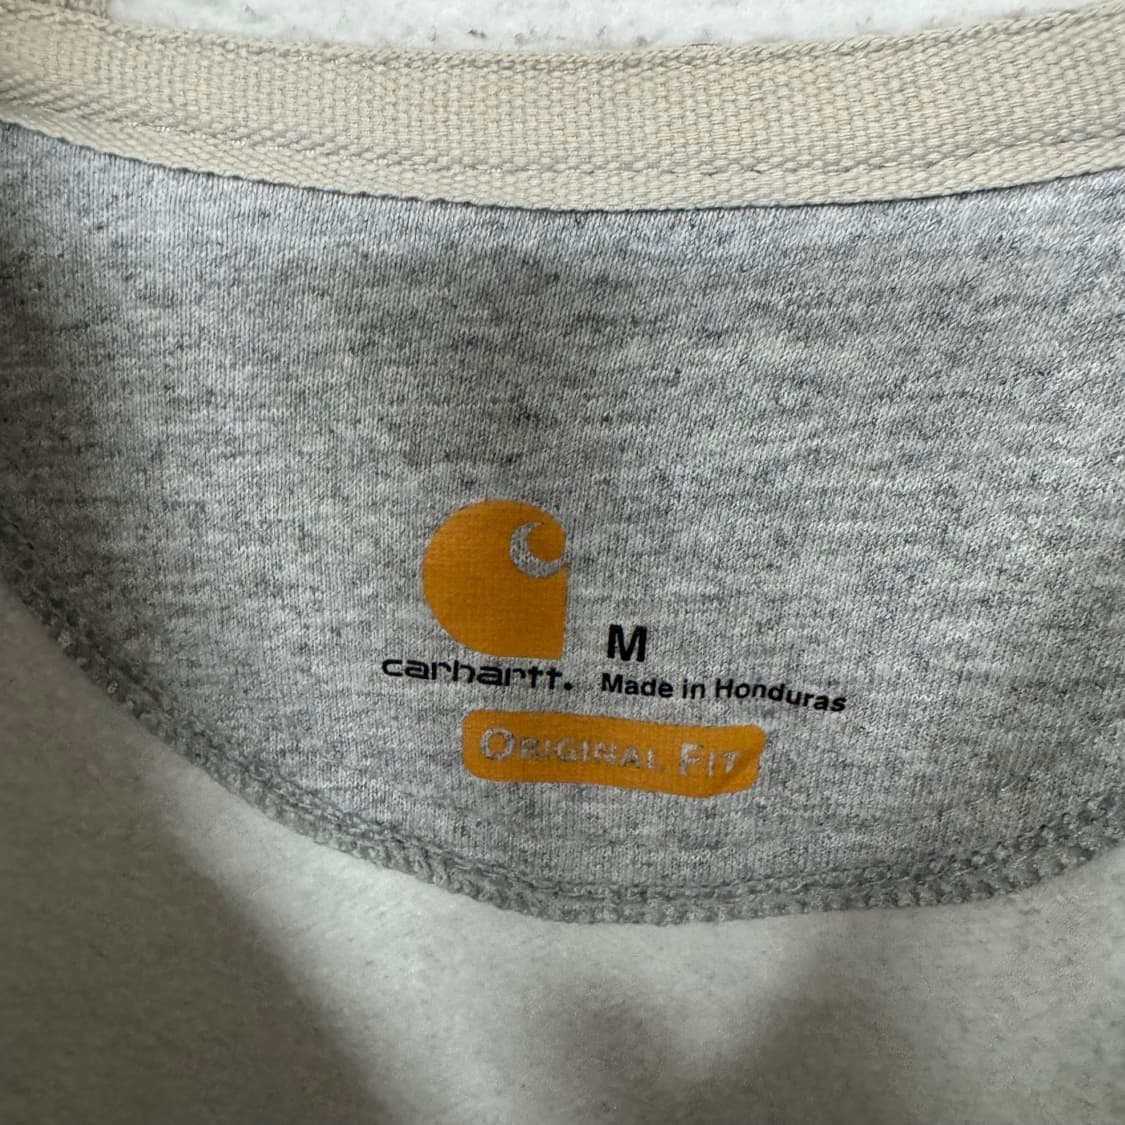 M
carhartt.
Made in Honduras
ORIGINAL FIT